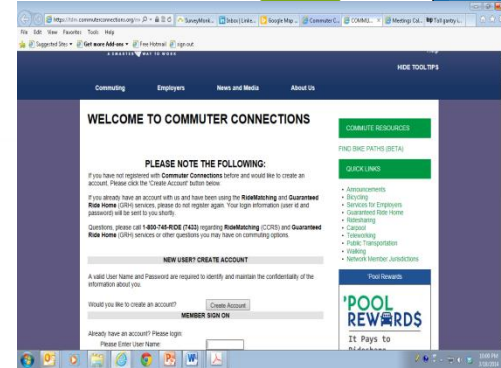 File Edit View Favorites Tools Help
Suggested Sites Get more Add-ons Free Hotmail sign out
HIDE TOOL TIPS
Commuting Employers News and Media About Us
WELCOME TO COMMUTER CONNECTIONS
PLEASE NOTE THE FOLLOWING:
If you have not registered with Commuter Connections before and would like to create an
account, Please click the 'Create Account' button below.
If you already have an account with us and have been using the RideMatching and Guaranteed
Ride Home (GRH) services, please do not register again. Your login information (user id and
password) will be sent to you shortly.
Questions, please call 1-800-745-RIDE (7433) regarding RideMatching (CCRS) and Guaranteed
Ride Home (GRH) services or other questions you may have on commuting options.
NEW USER? CREATE ACCOUNT
A valid User Name and Password are required to identify and maintain the confidentiality of the
information about you.
Would you like to create an account? Create Account
MEMBER SIGN ON
Already have an account? Please login:
Please Enter User
Name:
COMMUTE RESOURCES
FIND BIKE PATHS (BETA)
QUICK LINKS
Announcements
Bicycling
Services for Employers
Guaranteed Ride Home
Ridesharing
Carpool
Teleworking
Public Transportation
Walking
Network Member Jurisdictions
'Pool Rewards
'POOL
REWARDS
It Pays to
Rideshare
10:00 PM